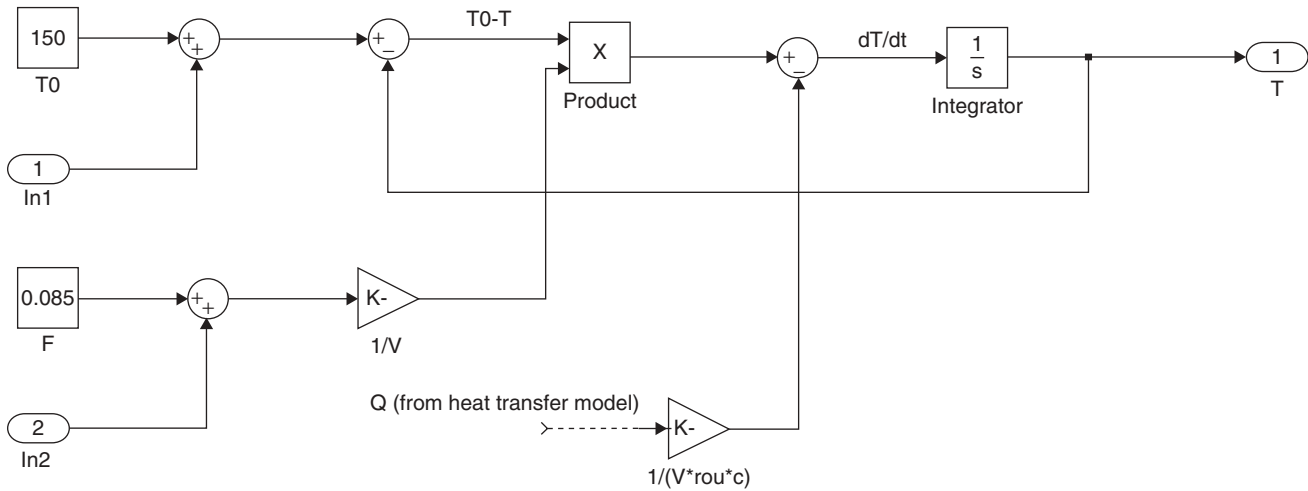 150
T0
+
+
+
−
T0-T
X
Product
+
−
dT/dt
1
s
Integrator
1
T
1
In1
0.085
F
+
+
K-
1/V
2
In2
Q (from heat transfer model)
K-
1/(V*rou*c)